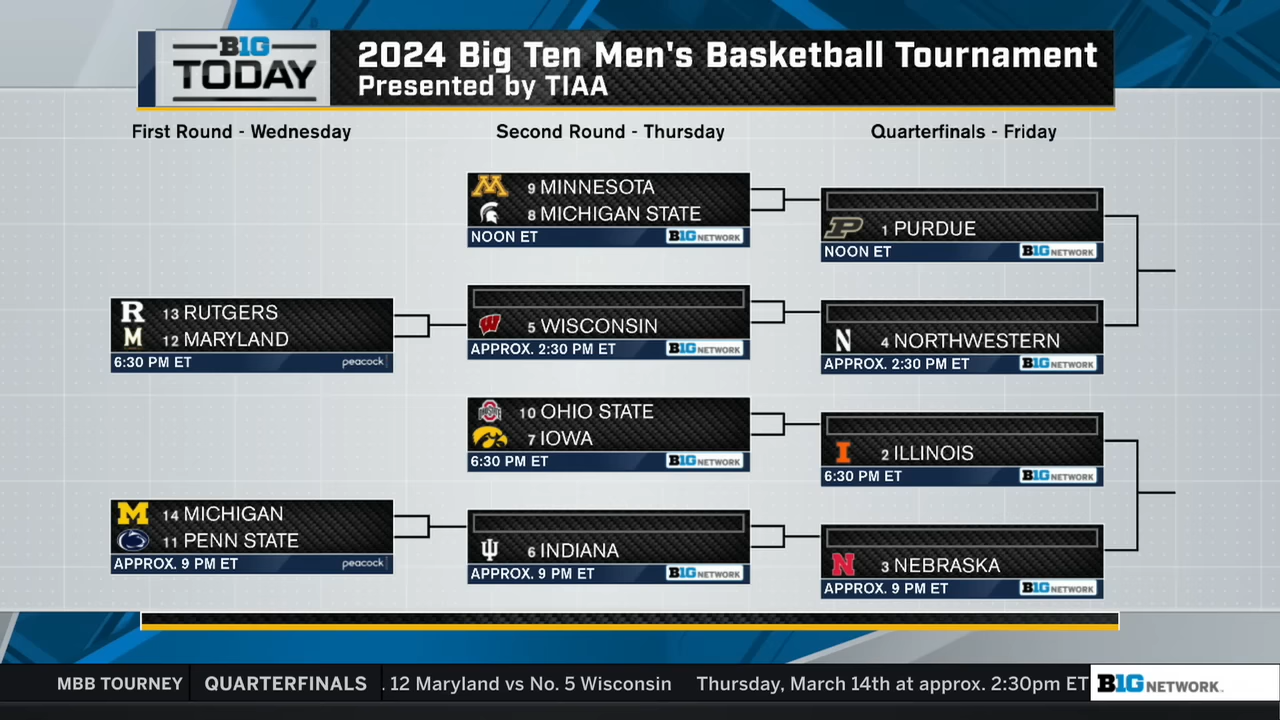 B1G
TODAY
2024 Big Ten Men's Basketball Tournament
Presented by TIAA
First Round - Wednesday
R 13 RUTGERS
M 12 MARYLAND
6:30 PM ET peacock
M 14 MICHIGAN
11 PENN STATE
APPROX. 9 PM ET peacock
Second Round - Thursday
M 9 MINNESOTA
8 MICHIGAN STATE
NOON ET B1G NETWORK
W 5 WISCONSIN
APPROX. 2:30 PM ET B1G NETWORK
10 OHIO STATE
7 IOWA
6:30 PM ET B1G NETWORK
6 INDIANA
APPROX. 9 PM ET B1G NETWORK
Quarterfinals - Friday
P 1 PURDUE
NOON ET B1G NETWORK
N 4 NORTHWESTERN
APPROX. 2:30 PM ET B1G NETWORK
I 2 ILLINOIS
6:30 PM ET B1G NETWORK
N 3 NEBRASKA
APPROX. 9 PM ET B1G NETWORK
MBB TOURNEY QUARTERFINALS . 12 Maryland vs No. 5 Wisconsin Thursday, March 14th at approx. 2:30pm ET B1G NETWORK